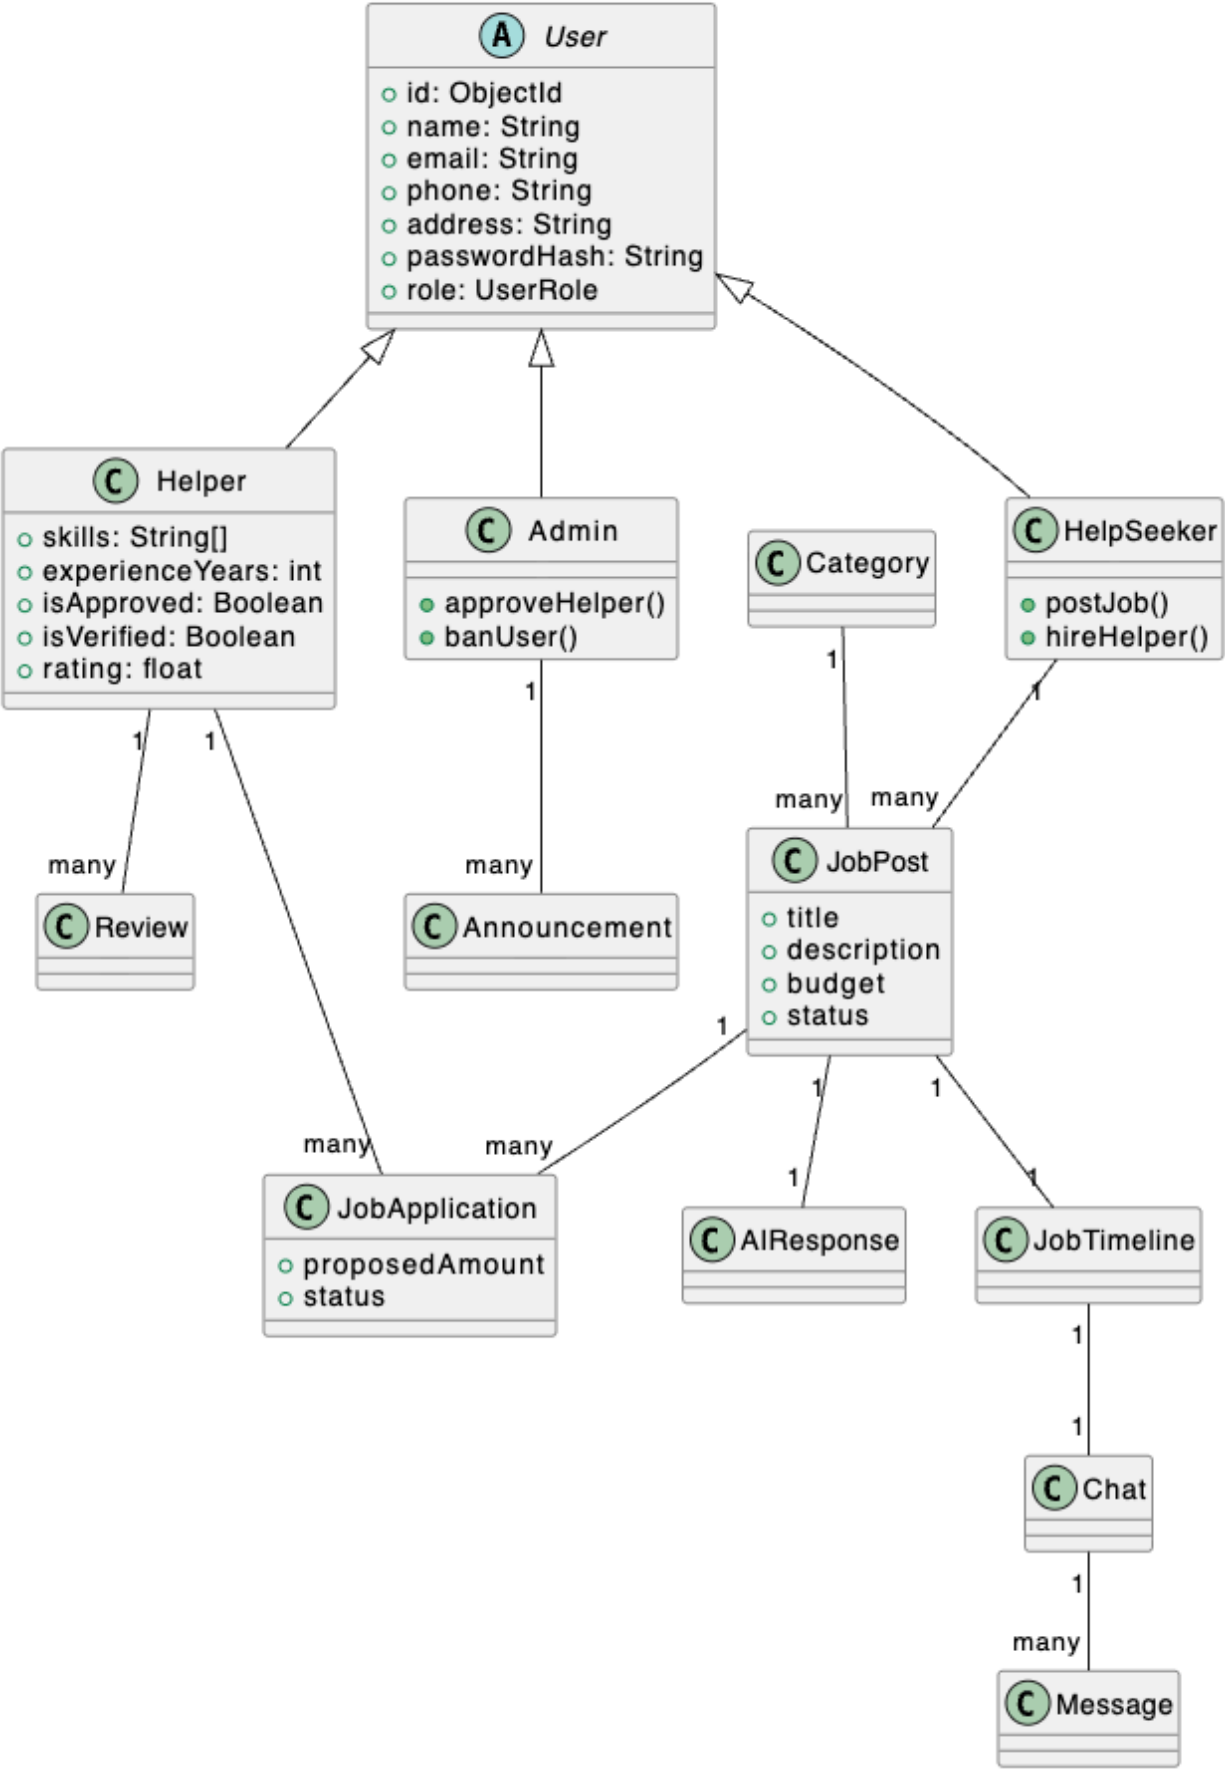 A User
id: ObjectId
name: String
email: String
phone: String
address: String
passwordHash: String
role: UserRole
C Helper
skills: String[]
experienceYears: int
isApproved: Boolean
isVerified: Boolean
rating: float
C Admin
approveHelper()
banUser()
C Category
C HelpSeeker
postJob()
hireHelper()
1
1
1
1
1
many
many
many
many
C Review
C Announcement
C JobPost
title
description
budget
status
1
1
1
many
many
1
1
C JobApplication
proposedAmount
status
C AIResponse
C JobTimeline
1
1
C Chat
1
many
C Message